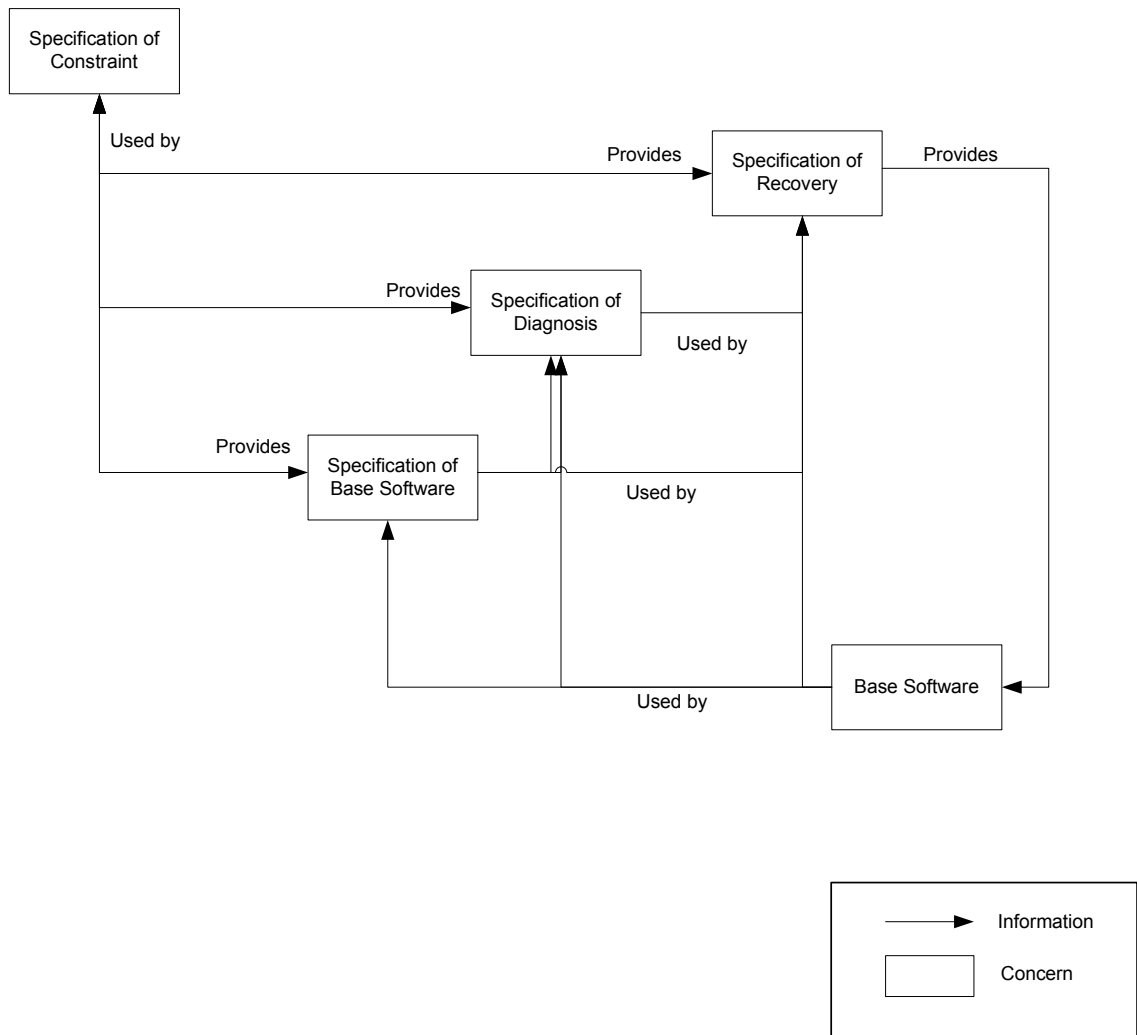 Specification of
Constraint
Used by
Provides
Specification of
Recovery
Provides
Provides
Specification of
Diagnosis
Used by
Provides
Specification of
Base Software
Used by
Base Software
Used by
Information
Concern